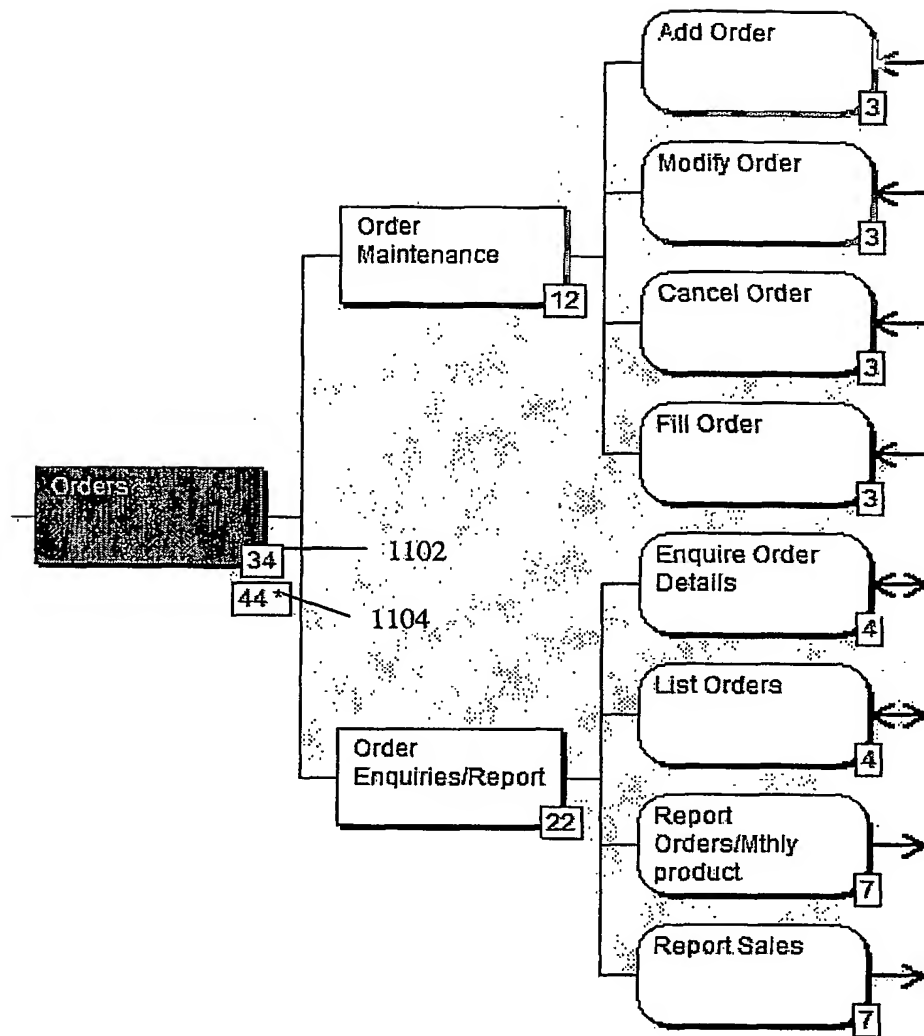 Add Order
3
Modify Order
3
Order
Maintenance
12
Cancel Order
3
Fill Order
3
Orders
34
1102
44*
1104
Enquire Order
Details
4
List Orders
4
Order
Enquiries/Report
22
Report
Orders/Mthly
product
7
Report Sales
7